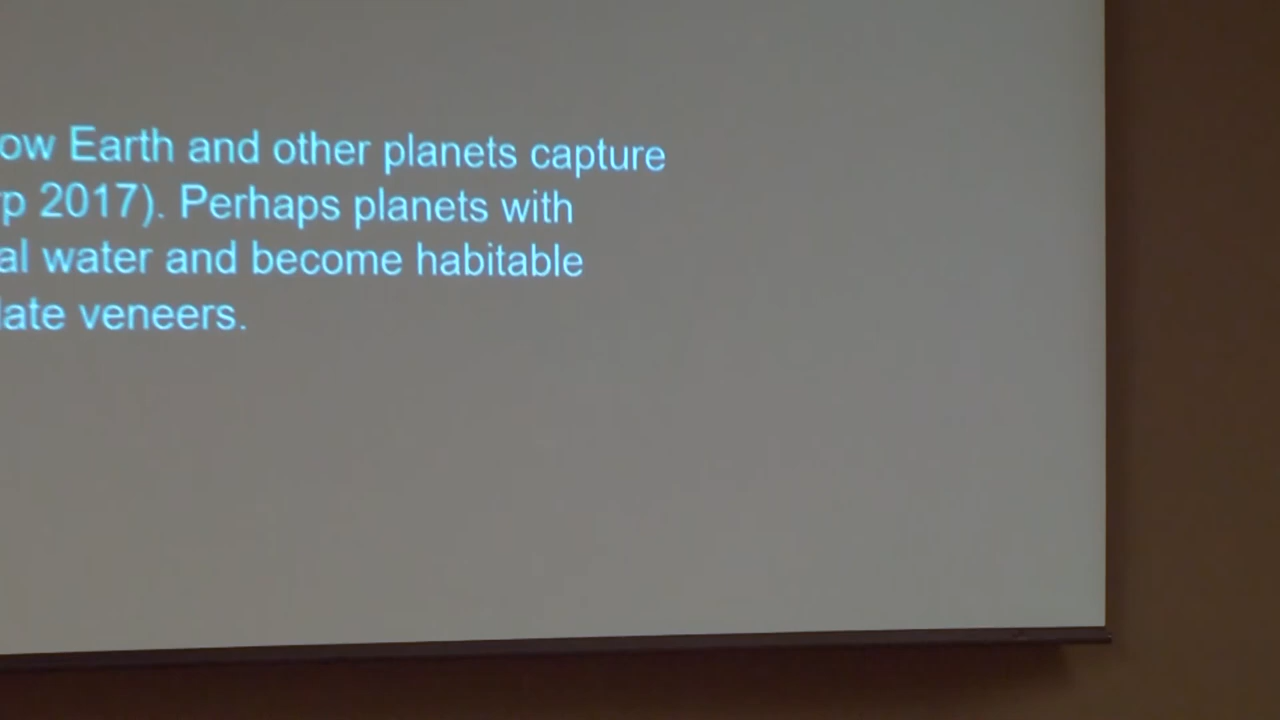 ow Earth and other planets capture
p 2017). Perhaps planets with
al water and become habitable
late veneers.